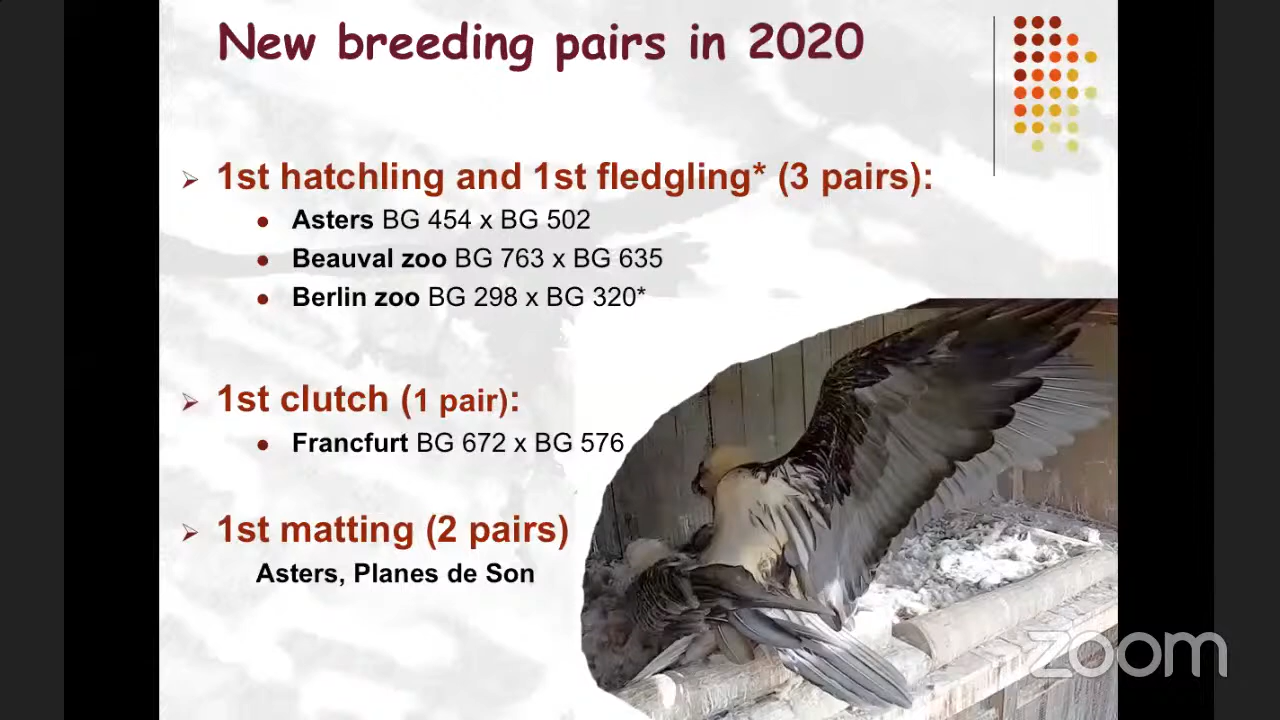 New breeding pairs in 2020
1st hatchling and 1st fledgling* (3 pairs):
Asters BG 454 x BG 502
Beauval zoo BG 763 x BG 635
Berlin zoo BG 298 x BG 320*
1st clutch (1 pair):
Francfurt BG 672 x BG 576
1st matting (2 pairs)
Asters, Planes de Son
zoom